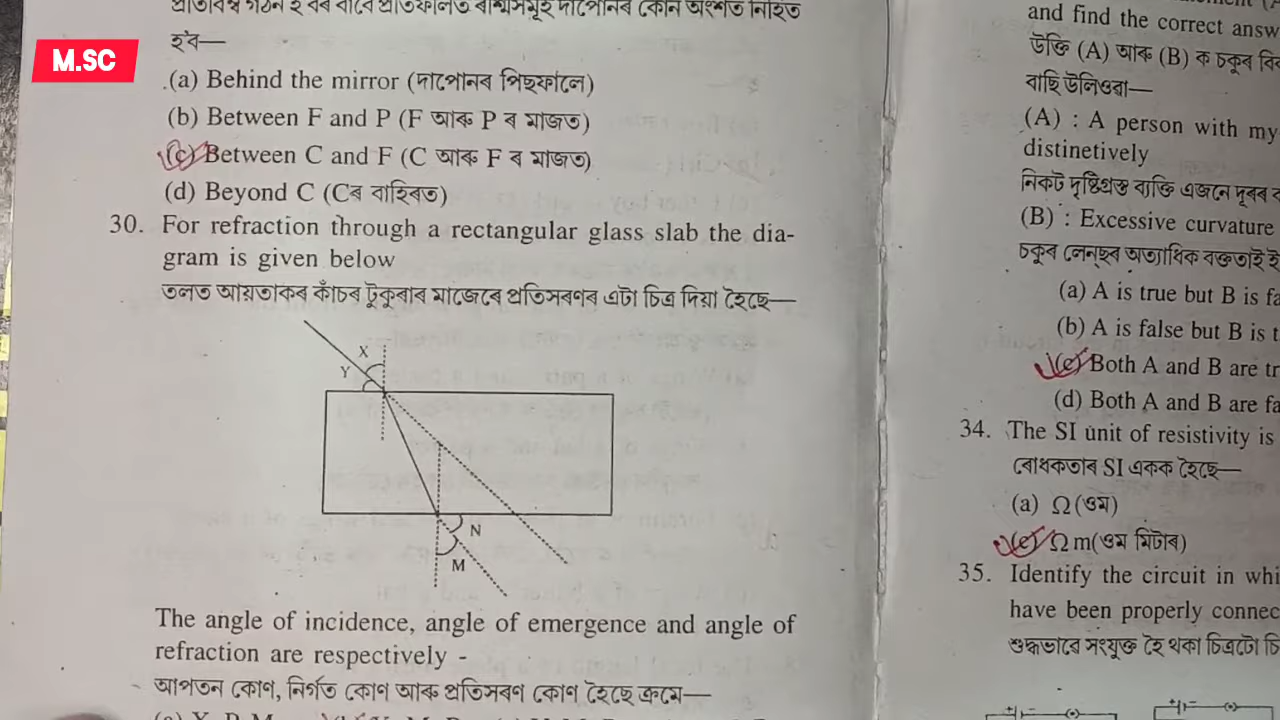 M.SC
হ'ব—
(a) Behind the mirror (দাপোনৰ পিছফালে)
(b) Between F and P (F আৰু P ৰ মাজত)
(c) Between C and F (C আৰু F ৰ মাজত)
(d) Beyond C (Cৰ বাহিৰত)
30. For refraction through a rectangular glass slab the dia-
gram is given below
তলত আয়তাকৰ কাঁচৰ টুকুৰাৰ মাজেৰে প্ৰতিসৰণৰ এটা চিত্ৰ দিয়া হৈছে—
X
Y
N
M
The angle of incidence, angle of emergence and angle of
refraction are respectively -
আপতন কোণ, নিৰ্গত কোণ আৰু প্ৰতিসৰণ কোণ হৈছে ক্ৰমে—
and find the correct answ
উক্তি (A) আৰু (B) ক চকুৰ
বাছি উলিওৱা—
(A) : A person with my
distinetively
নিকট দৃষ্টিগ্ৰস্ত ব্যক্তি এজনে দূৰৰ
(B) : Excessive curvature
চকুৰ লেন্ছৰ অত্যাধিক বক্ৰতাই
(a) A is true but B is fa
(b) A is false but B is t
(c) Both A and B are tr
(d) Both A and B are fa
34. The SI unit of resistivity is
ৰোধকতাৰ SI একক হৈছে—
(a) Ω (ওম)
(c) Ω m(ওম মিটাৰ)
35. Identify the circuit in whi
have been properly connec
শুদ্ধভাৱে সংযুক্ত হৈ থকা চিত্ৰটো